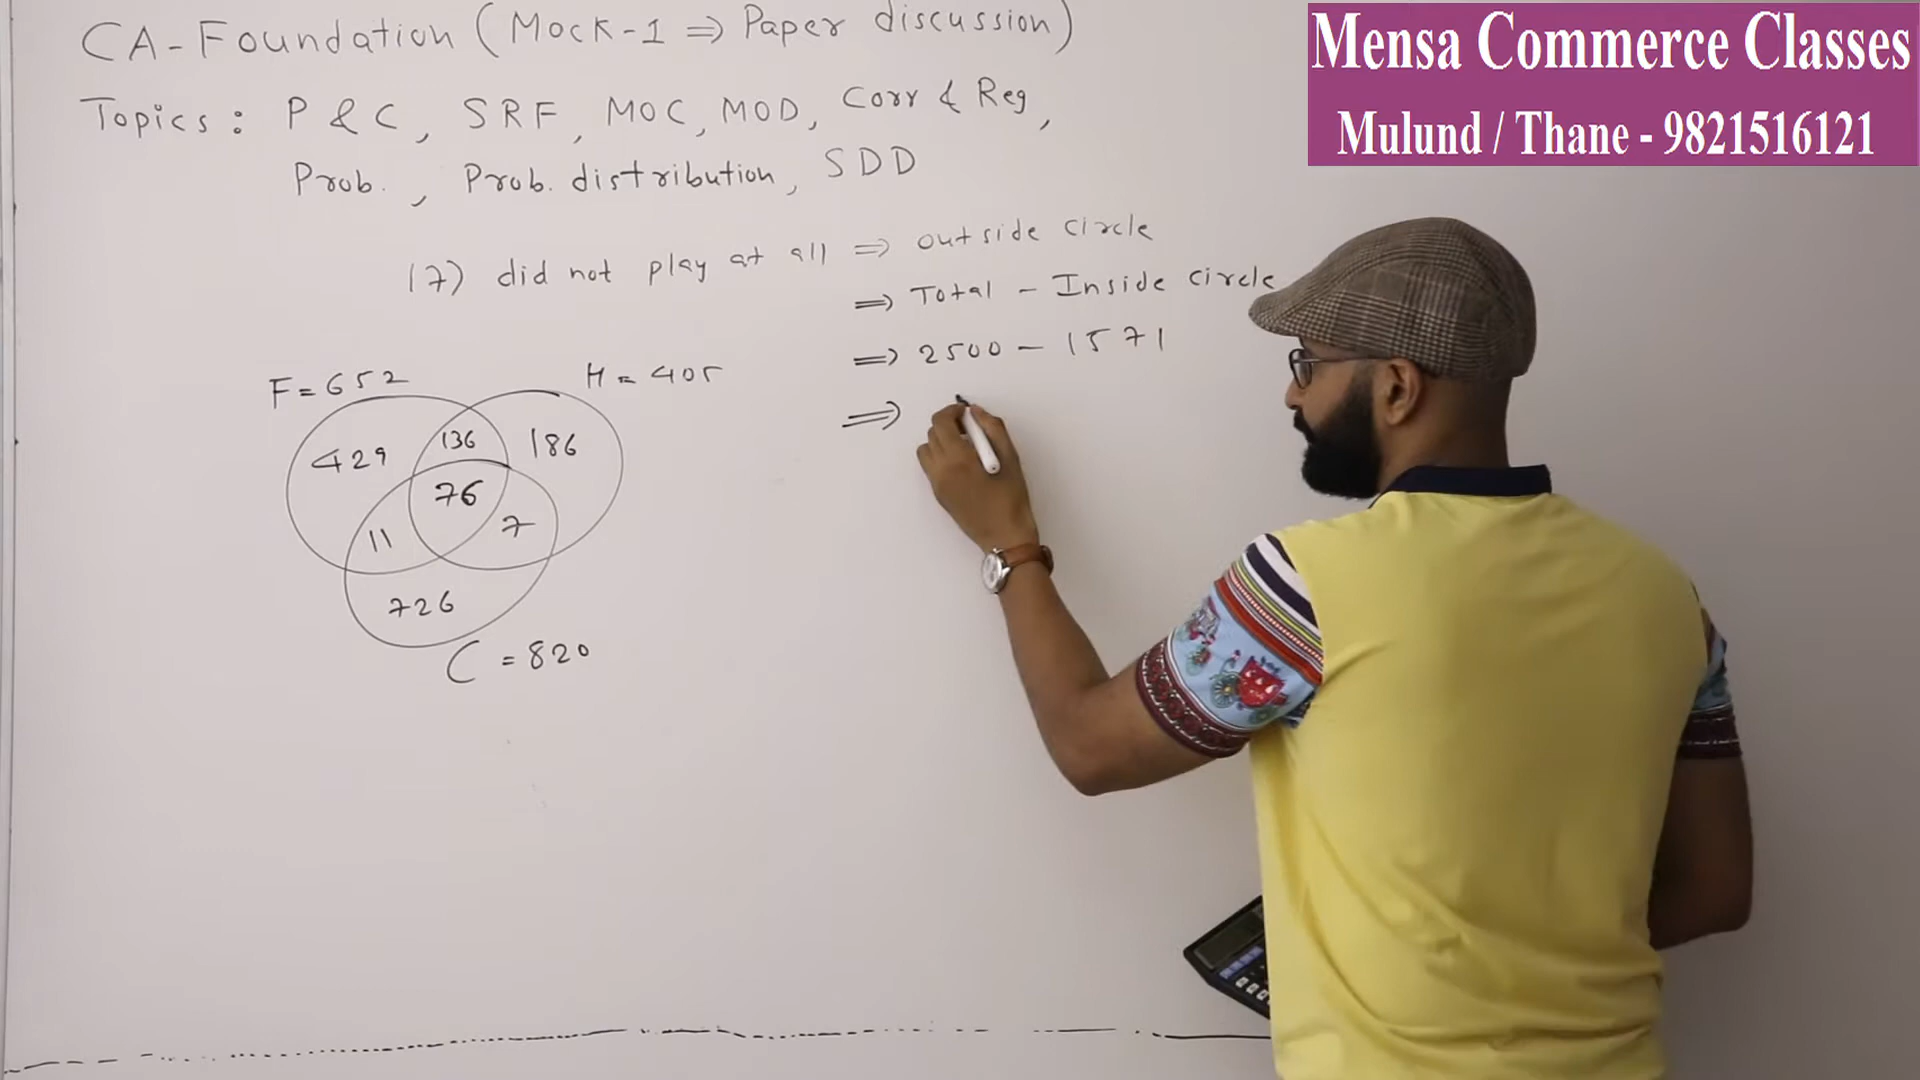 CA-Foundation (Mock-1 ⇒ Paper discussion)
Topics : P & C, SRF, MOC, MOD, Corr & Reg,
Prob., Prob. distribution, SDD
17) did not play at all ⇒ outside circle
⇒ Total - Inside circle
⇒ 2500 - 1571
⇒
F = 652
H = 405
429
136
186
76
11
7
726
C = 820
Mensa Commerce Classes
Mulund / Thane - 9821516121